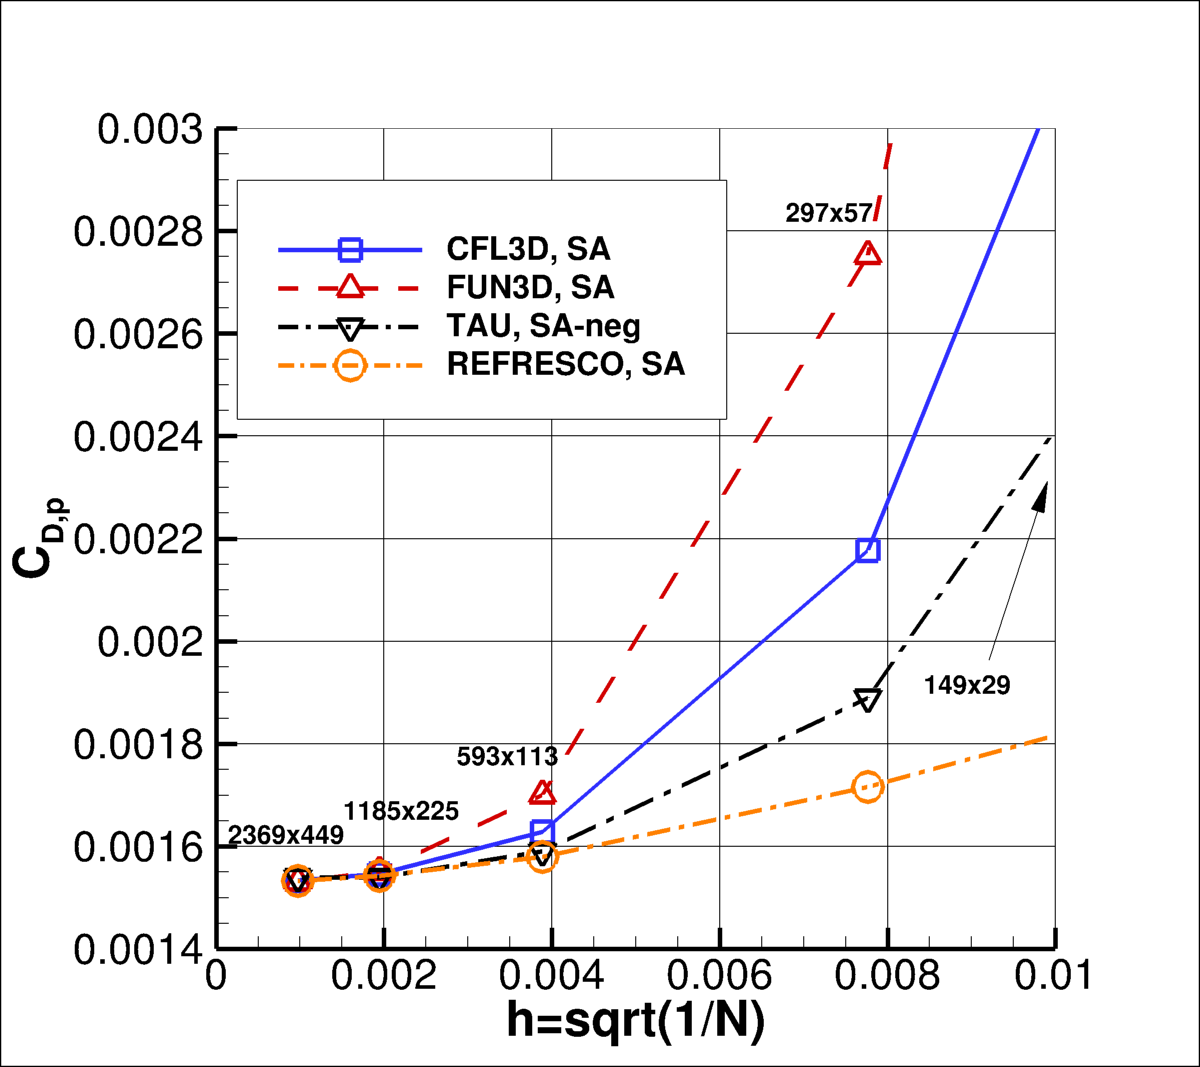 0.003
0.0028
0.0026
0.0024
0.0022
0.002
0.0018
0.0016
0.0014
C_D,p
CFL3D, SA
FUN3D, SA
TAU, SA-neg
REFRESCO, SA
297x57
149x29
593x113
1185x225
2369x449
0 0.002 0.004 0.006 0.008 0.01
h=sqrt(1/N)